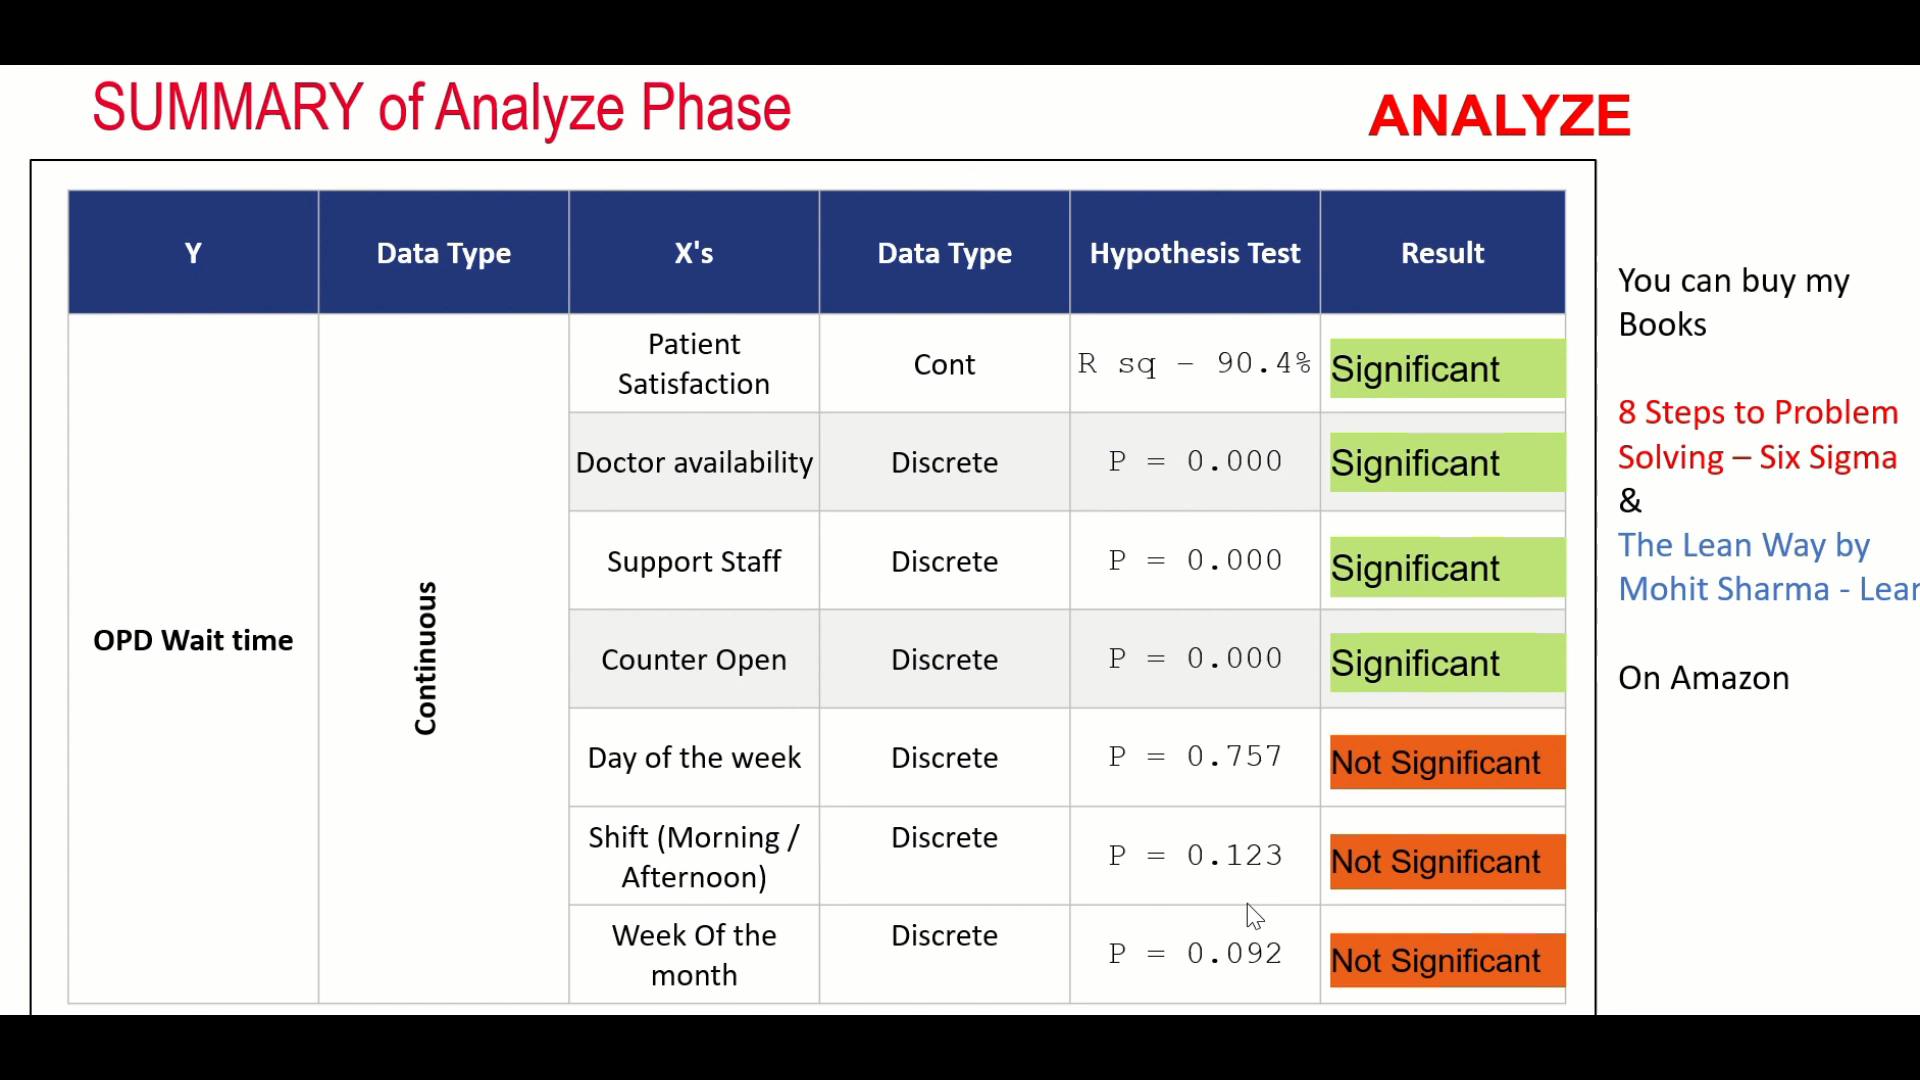 SUMMARY of Analyze Phase
ANALYZE
Y
Data Type
X's
Data Type
Hypothesis Test
Result
OPD Wait time
Continuous
Patient
Satisfaction
Cont
R sq – 90.4%
Significant
Doctor availability
Discrete
P = 0.000
Significant
Support Staff
Discrete
P = 0.000
Significant
Counter Open
Discrete
P = 0.000
Significant
Day of the week
Discrete
P = 0.757
Not Significant
Shift (Morning /
Afternoon)
Discrete
P = 0.123
Not Significant
Week Of the
month
Discrete
P = 0.092
Not Significant
You can buy my
Books
8 Steps to Problem
Solving – Six Sigma
&
The Lean Way by
Mohit Sharma - Lean
On Amazon